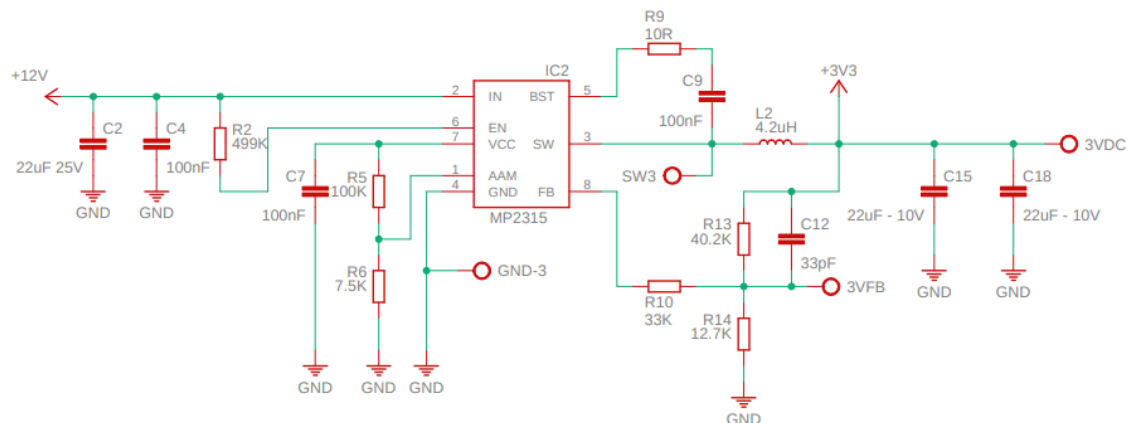 R9
10R
IC2
+12V
2
IN
BST
5
C9
100nF
+3V3
C2
22uF 25V
C4
100nF
R2
499K
6
EN
7
VCC
SW
3
L2
4.2uH
3VDC
C7
100nF
R5
100K
1
AAM
4
GND
FB
8
MP2315
SW3
GND
GND
R13
40.2K
C12
33pF
C15
22uF - 10V
C18
22uF - 10V
R6
7.5K
GND-3
R10
33K
3VFB
GND
GND
R14
12.7K
GND
GND
GND
GND